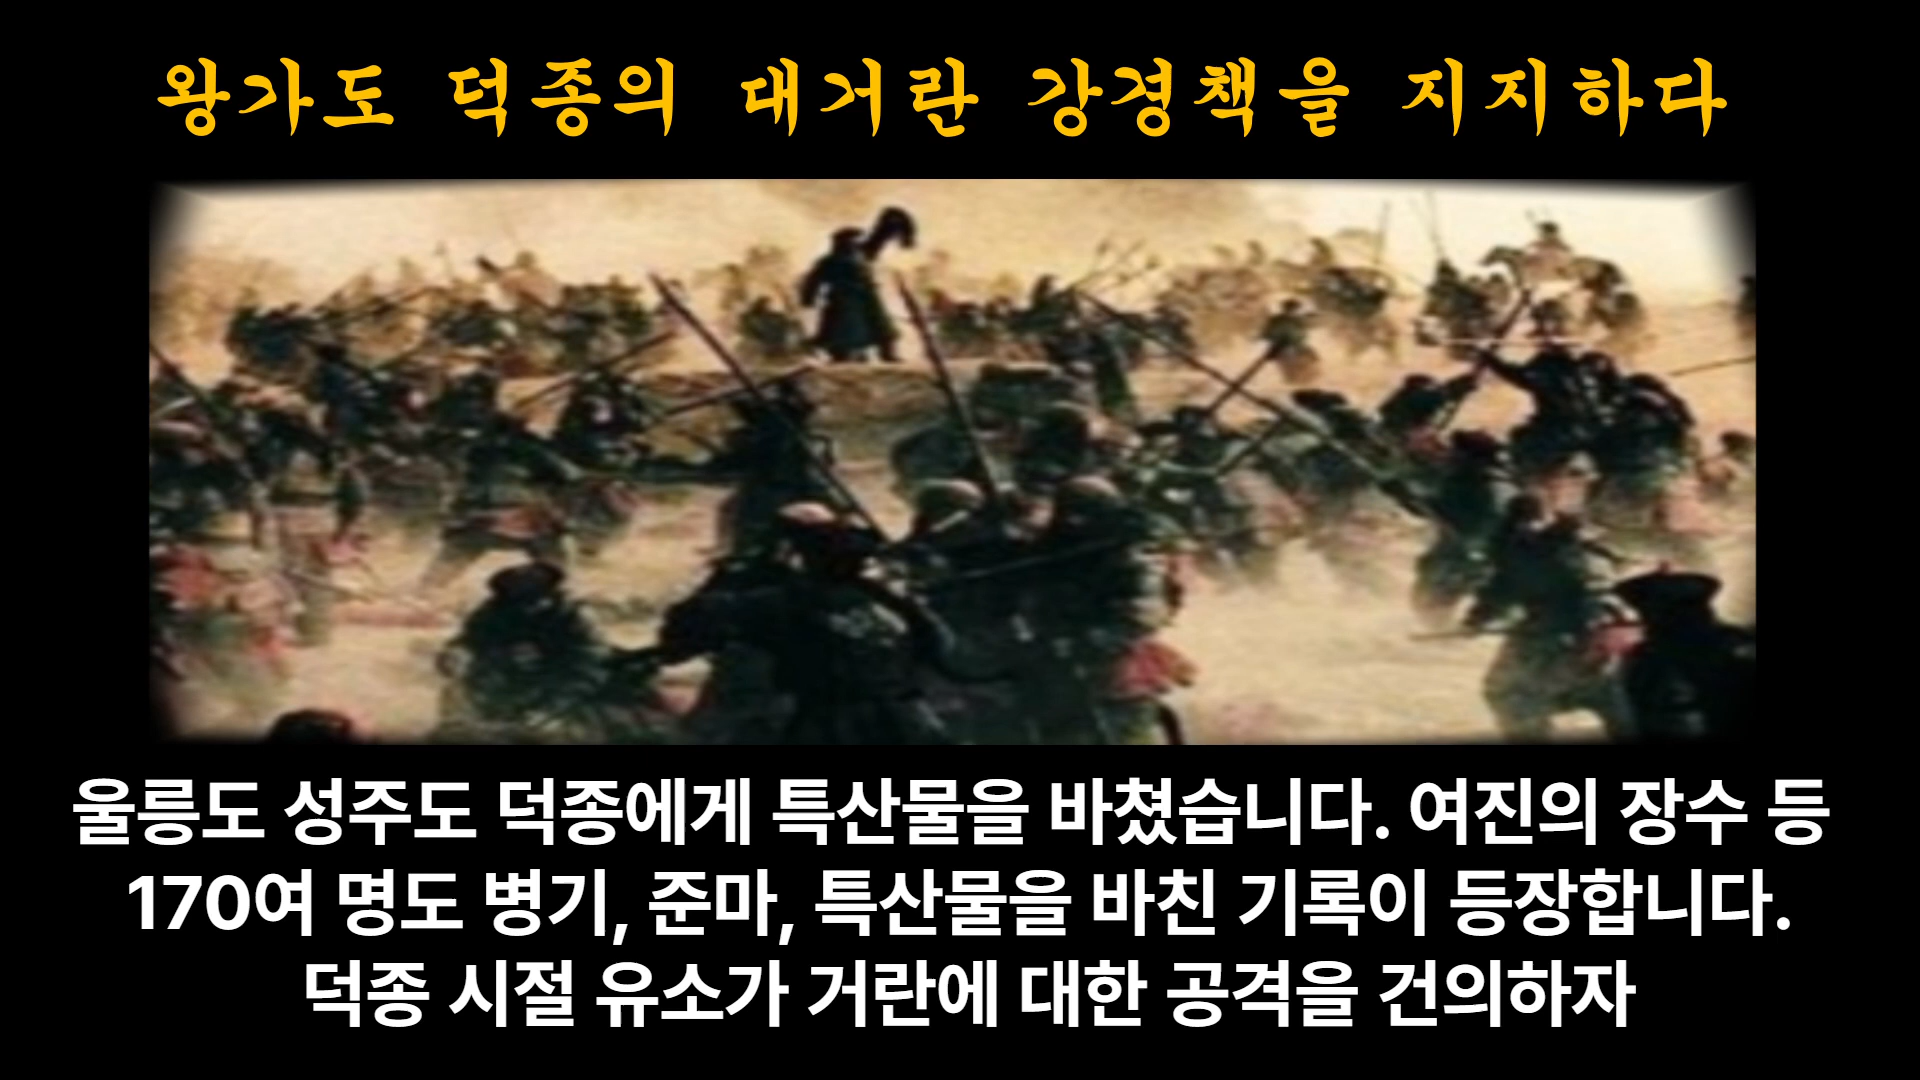 왕가도 덕종의 대거란 강경책을 지지하다
울릉도 성주도 덕종에게 특산물을 바쳤습니다. 여진의 장수 등
170여 명도 병기, 준마, 특산물을 바친 기록이 등장합니다.
덕종 시절 유소가 거란에 대한 공격을 건의하자